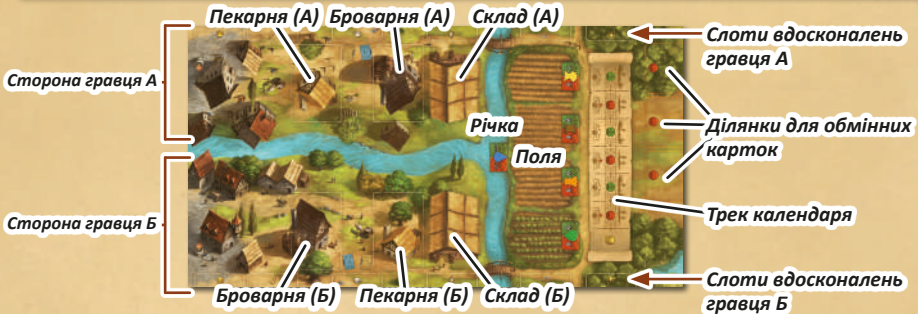 Пекарня (А)
Броварня (А)
Склад (А)
Слоти вдосконалень
гравця А
Сторона гравця А
Річка
Поля
Ділянки для обмінних
карток
Сторона гравця Б
Трек календаря
Броварня (Б)
Пекарня (Б)
Склад (Б)
Слоти вдосконалень
гравця Б